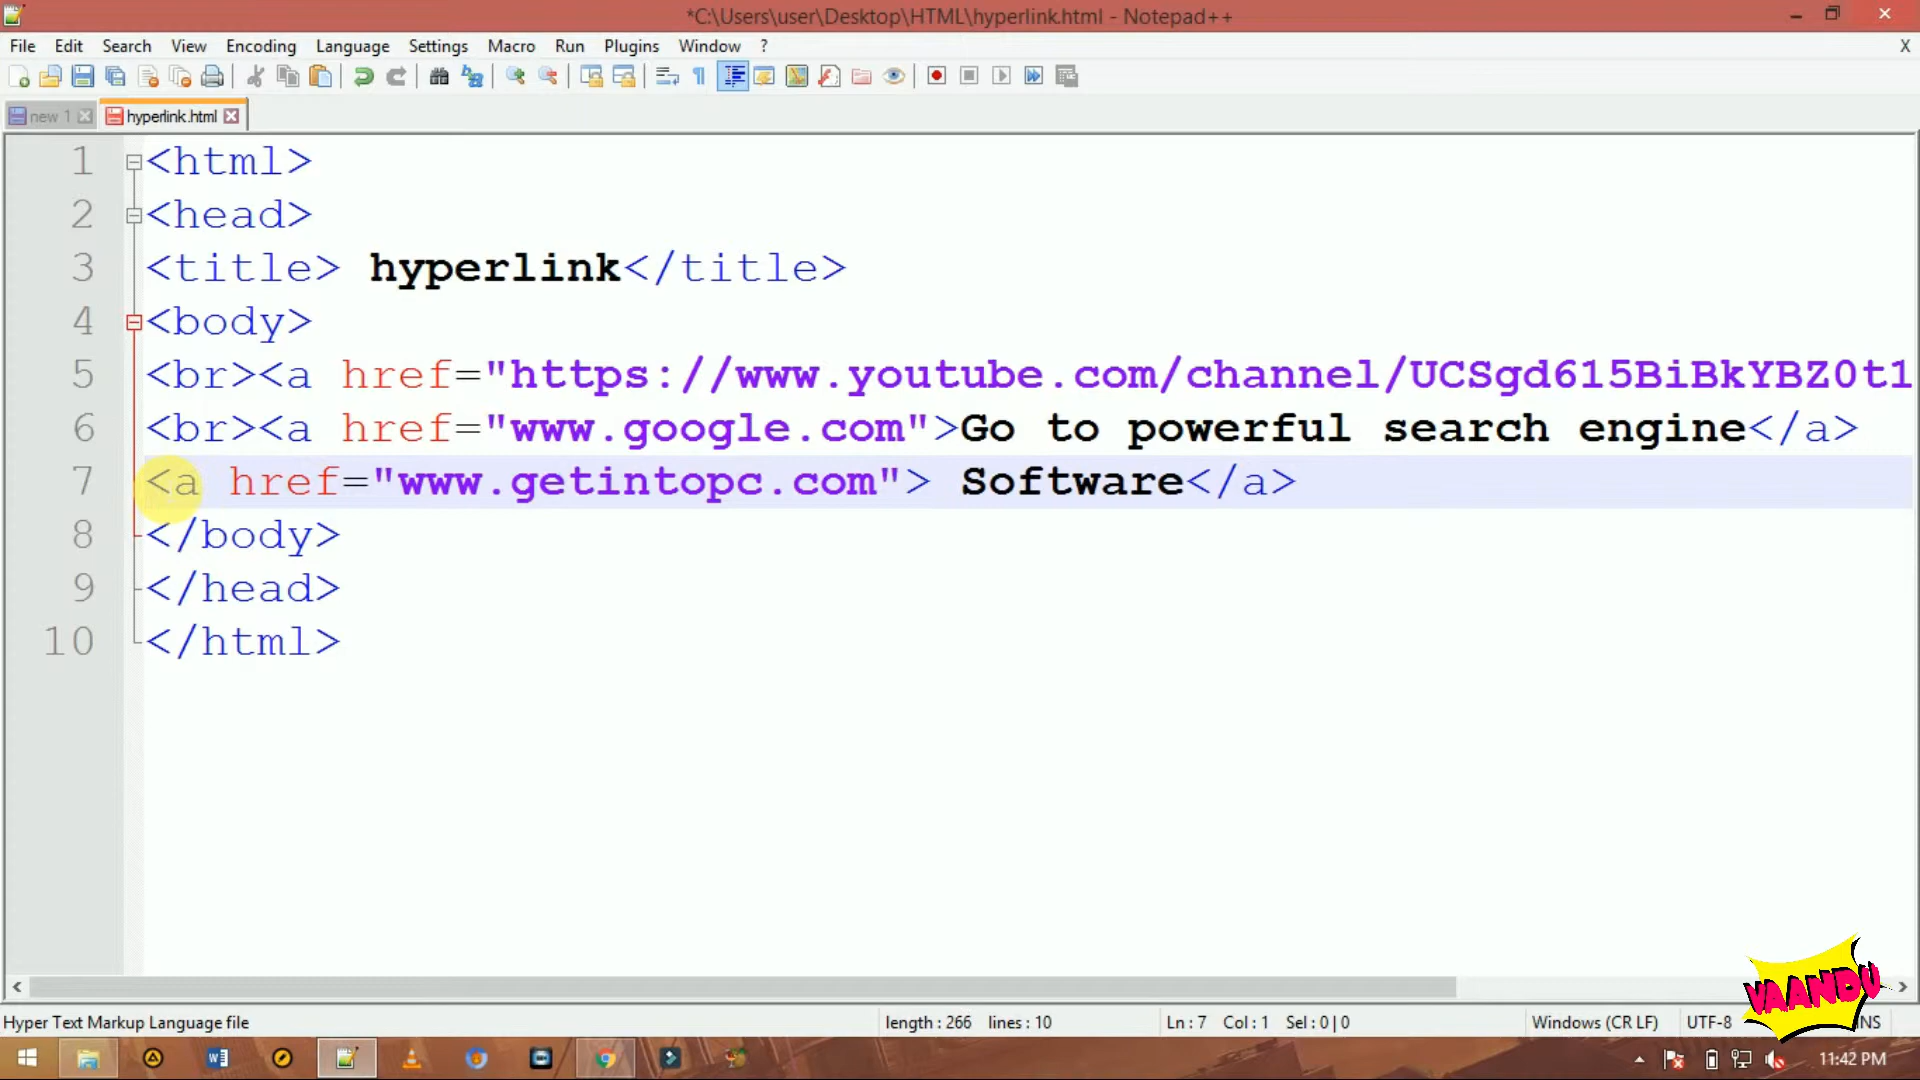 *C:\Users\user\Desktop\HTML\hyperlink.html - Notepad++
File Edit Search View Encoding Language Settings Macro Run Plugins Window ? X
new 1 hyperlink.html
1 <html>
2 <head>
3 <title> hyperlink</title>
4 <body>
5 <br><a href="https://www.youtube.com/channel/UCSgd615BiBkYBZ0t1
6 <br><a href="www.google.com">Go to powerful search engine</a>
7 <a href="www.getintopc.com"> Software</a>
8 </body>
9 </head>
10 </html>
VAANDU
Hyper Text Markup Language file length : 266 lines : 10 Ln : 7 Col : 1 Sel : 0 | 0 Windows (CR LF) UTF-8 NS
11:42 PM